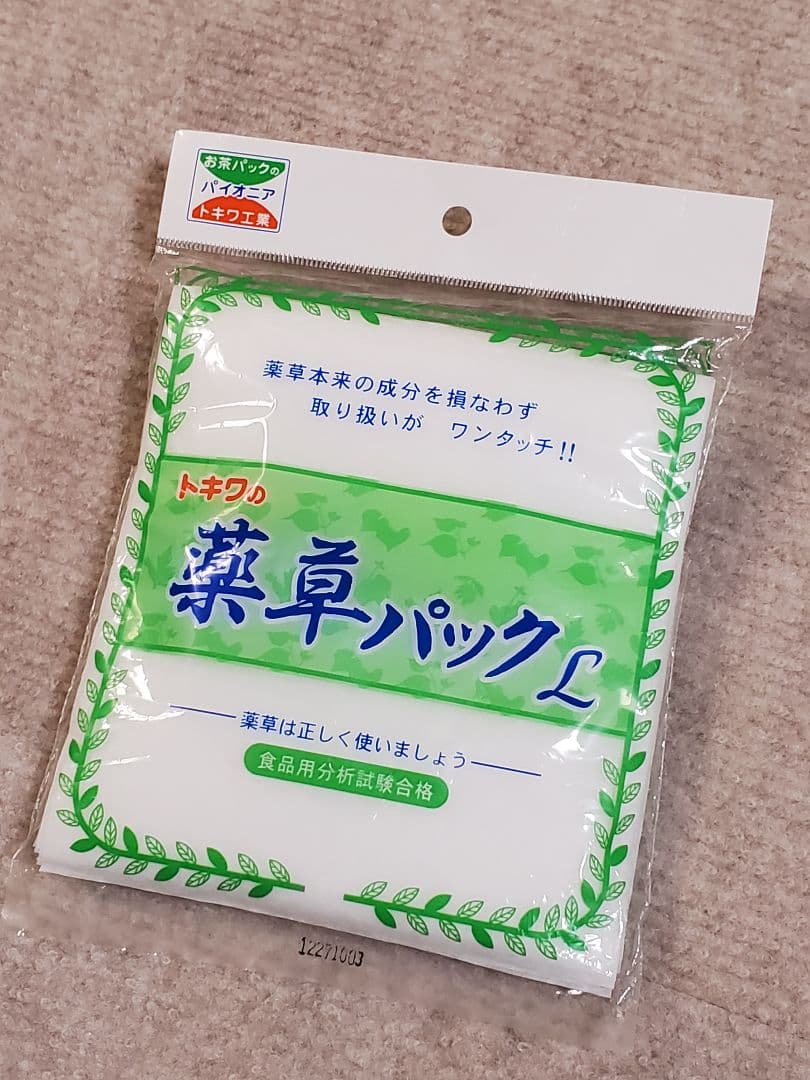 お茶パックの
パイオニア
トキワ工業
薬草本来の成分を損なわず
取り扱いが ワンタッチ!!
トキワの
薬草パックL
薬草は正しく使いましょう
食品用分析試験合格
12271003